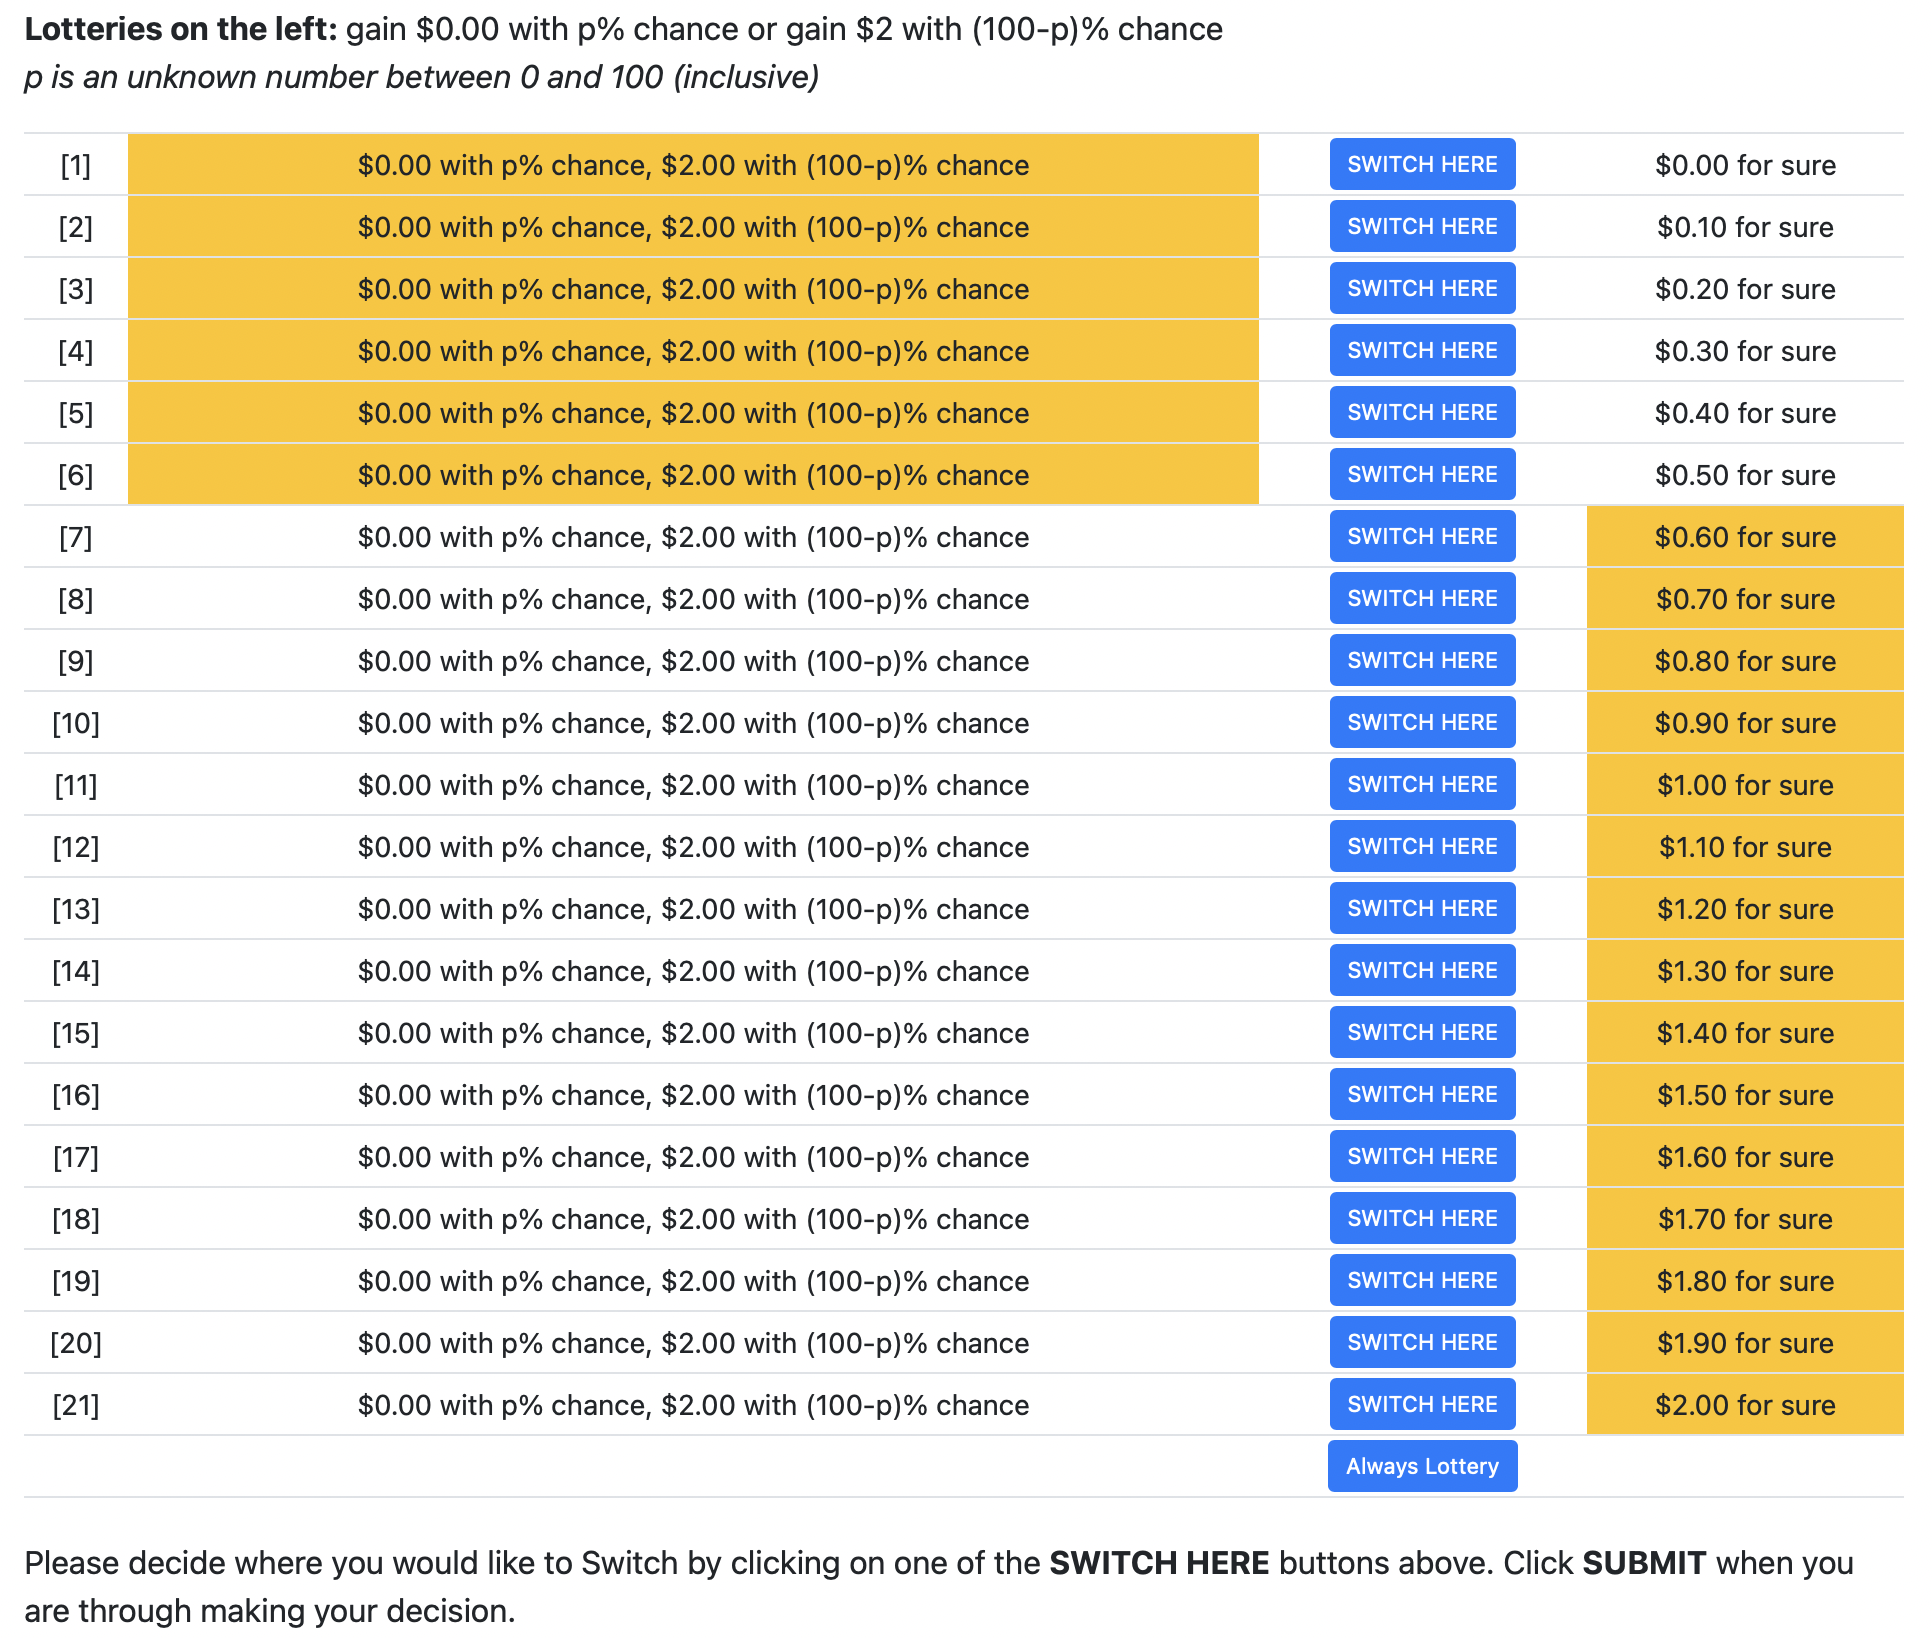 Lotteries on the left: gain $0.00 with p% chance or gain $2 with (100-p)% chance
p is an unknown number between 0 and 100 (inclusive)
[1] $0.00 with p% chance, $2.00 with (100-p)% chance SWITCH HERE $0.00 for sure
[2] $0.00 with p% chance, $2.00 with (100-p)% chance SWITCH HERE $0.10 for sure
[3] $0.00 with p% chance, $2.00 with (100-p)% chance SWITCH HERE $0.20 for sure
[4] $0.00 with p% chance, $2.00 with (100-p)% chance SWITCH HERE $0.30 for sure
[5] $0.00 with p% chance, $2.00 with (100-p)% chance SWITCH HERE $0.40 for sure
[6] $0.00 with p% chance, $2.00 with (100-p)% chance SWITCH HERE $0.50 for sure
[7] $0.00 with p% chance, $2.00 with (100-p)% chance SWITCH HERE $0.60 for sure
[8] $0.00 with p% chance, $2.00 with (100-p)% chance SWITCH HERE $0.70 for sure
[9] $0.00 with p% chance, $2.00 with (100-p)% chance SWITCH HERE $0.80 for sure
[10] $0.00 with p% chance, $2.00 with (100-p)% chance SWITCH HERE $0.90 for sure
[11] $0.00 with p% chance, $2.00 with (100-p)% chance SWITCH HERE $1.00 for sure
[12] $0.00 with p% chance, $2.00 with (100-p)% chance SWITCH HERE $1.10 for sure
[13] $0.00 with p% chance, $2.00 with (100-p)% chance SWITCH HERE $1.20 for sure
[14] $0.00 with p% chance, $2.00 with (100-p)% chance SWITCH HERE $1.30 for sure
[15] $0.00 with p% chance, $2.00 with (100-p)% chance SWITCH HERE $1.40 for sure
[16] $0.00 with p% chance, $2.00 with (100-p)% chance SWITCH HERE $1.50 for sure
[17] $0.00 with p% chance, $2.00 with (100-p)% chance SWITCH HERE $1.60 for sure
[18] $0.00 with p% chance, $2.00 with (100-p)% chance SWITCH HERE $1.70 for sure
[19] $0.00 with p% chance, $2.00 with (100-p)% chance SWITCH HERE $1.80 for sure
[20] $0.00 with p% chance, $2.00 with (100-p)% chance SWITCH HERE $1.90 for sure
[21] $0.00 with p% chance, $2.00 with (100-p)% chance SWITCH HERE $2.00 for sure
Always Lottery
Please decide where you would like to Switch by clicking on one of the SWITCH HERE buttons above. Click SUBMIT when you
are through making your decision.